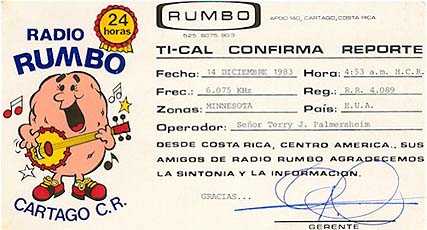 RADIO
24
horas
RUMBO
CARTAGO C.R.
RUMBO
APDO 140, CARTAGO, COSTA RICA
525 6075 803
TI-CAL CONFIRMA REPORTE
Fecha: 14 DICIEMBRE 1983 Hora: 4:53 a.m. H.C.R.
Frec.: 6.075 KHz Reg.: R.R. 4.089
Zonas: MINNESOTA País: E.U.A.
Operador: Señor Terry J. Palmersheim
DESDE COSTA RICA, CENTRO AMERICA., SUS
AMIGOS DE RADIO RUMBO AGRADECEMOS
LA SINTONIA Y LA INFORMACION.
GRACIAS...
GERENTE